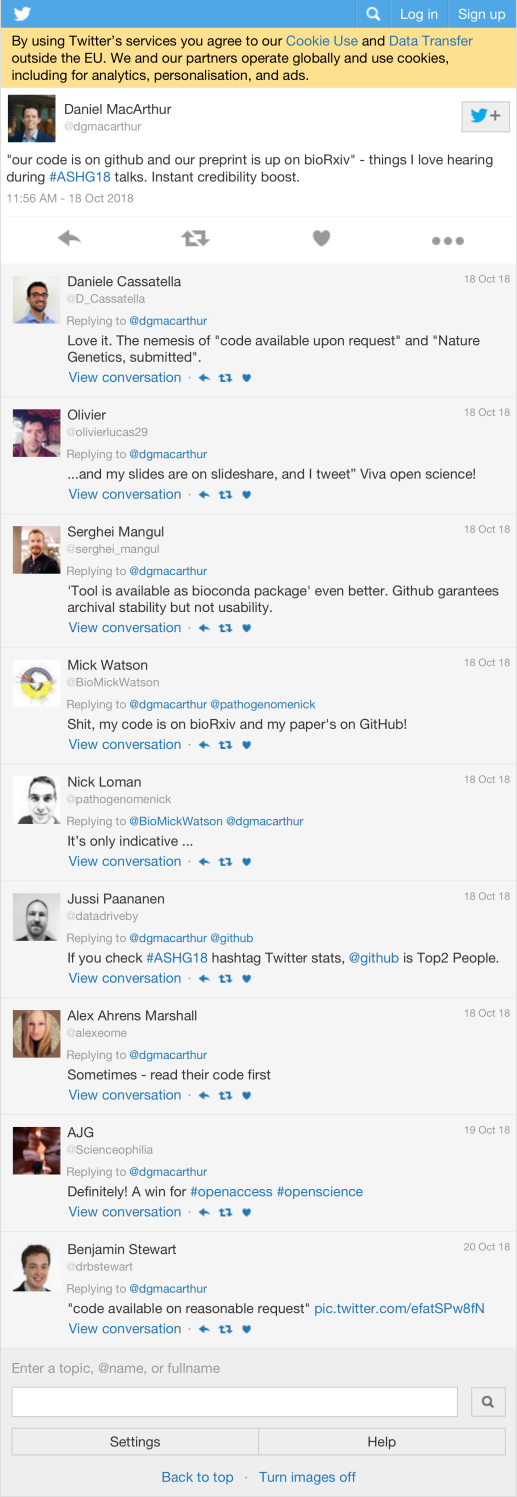 Log in
Sign up
By using Twitter’s services you agree to our Cookie Use and Data Transfer
outside the EU. We and our partners operate globally and use cookies,
including for analytics, personalisation, and ads.
Daniel MacArthur
@dgmacarthur
"our code is on github and our preprint is up on bioRxiv" - things I love hearing
during #ASHG18 talks. Instant credibility boost.
11:56 AM - 18 Oct 2018
Daniele Cassatella
18 Oct 18
@D_Cassatella
Replying to @dgmacarthur
Love it. The nemesis of "code available upon request" and "Nature
Genetics, submitted".
View conversation ·
Olivier
18 Oct 18
@olivierlucas29
Replying to @dgmacarthur
...and my slides are on slideshare, and I tweet” Viva open science!
View conversation ·
Serghei Mangul
18 Oct 18
@serghei_mangul
Replying to @dgmacarthur
'Tool is available as bioconda package' even better. Github garantees
archival stability but not usability.
View conversation ·
Mick Watson
18 Oct 18
@BioMickWatson
Replying to @dgmacarthur @pathogenomenick
Shit, my code is on bioRxiv and my paper's on GitHub!
View conversation ·
Nick Loman
18 Oct 18
@pathogenomenick
Replying to @BioMickWatson @dgmacarthur
It’s only indicative ...
View conversation ·
Jussi Paananen
18 Oct 18
@datadriveby
Replying to @dgmacarthur @github
If you check #ASHG18 hashtag Twitter stats, @github is Top2 People.
View conversation ·
Alex Ahrens Marshall
18 Oct 18
@alexeome
Replying to @dgmacarthur
Sometimes - read their code first
View conversation ·
AJG
19 Oct 18
@Scienceophilia
Replying to @dgmacarthur
Definitely! A win for #openaccess #openscience
View conversation ·
Benjamin Stewart
20 Oct 18
@drbstewart
Replying to @dgmacarthur
"code available on reasonable request" pic.twitter.com/efatSPw8fN
View conversation ·
Enter a topic, @name, or fullname
Settings
Help
Back to top · Turn images off